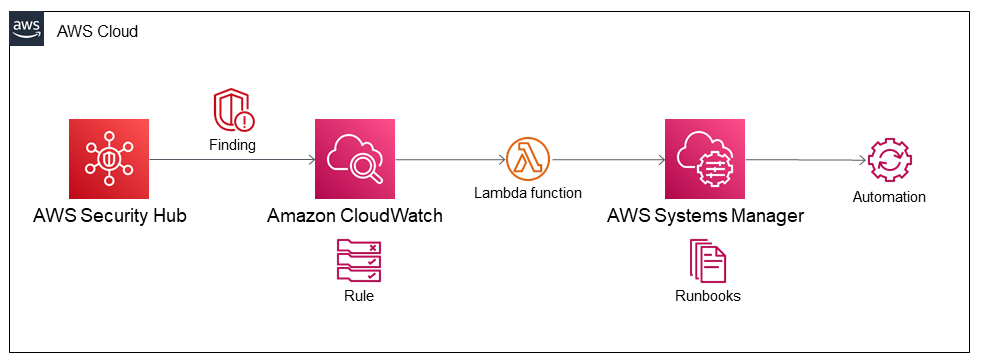 aws
AWS Cloud
Finding
AWS Security Hub
Amazon CloudWatch
Lambda function
AWS Systems Manager
Automation
Rule
Runbooks